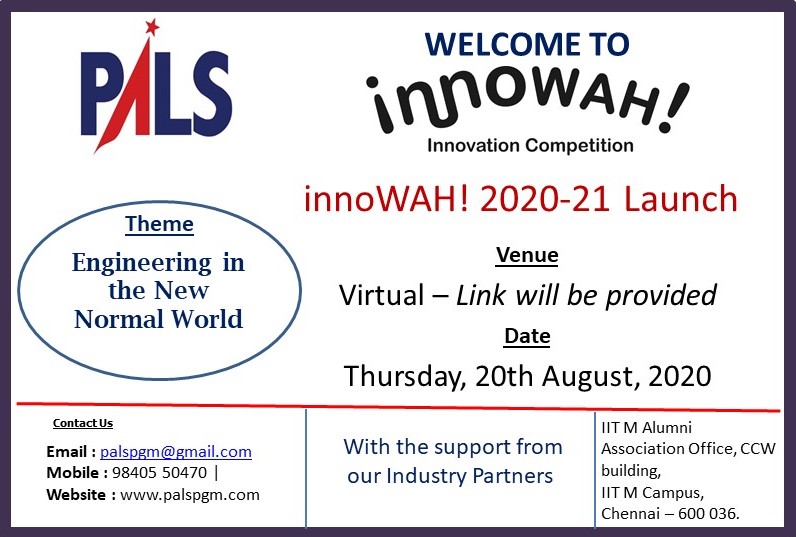 PALS
WELCOME TO
innoWAH!
Innovation Competition
innoWAH! 2020-21 Launch
Theme
Engineering in
the New
Normal World
Venue
Virtual – Link will be provided
Date
Thursday, 20th August, 2020
Contact Us
Email : palspgm@gmail.com
Mobile : 98405 50470 |
Website : www.palspgm.com
With the support from
our Industry Partners
IIT M Alumni
Association Office, CCW
building,
IIT M Campus,
Chennai – 600 036.